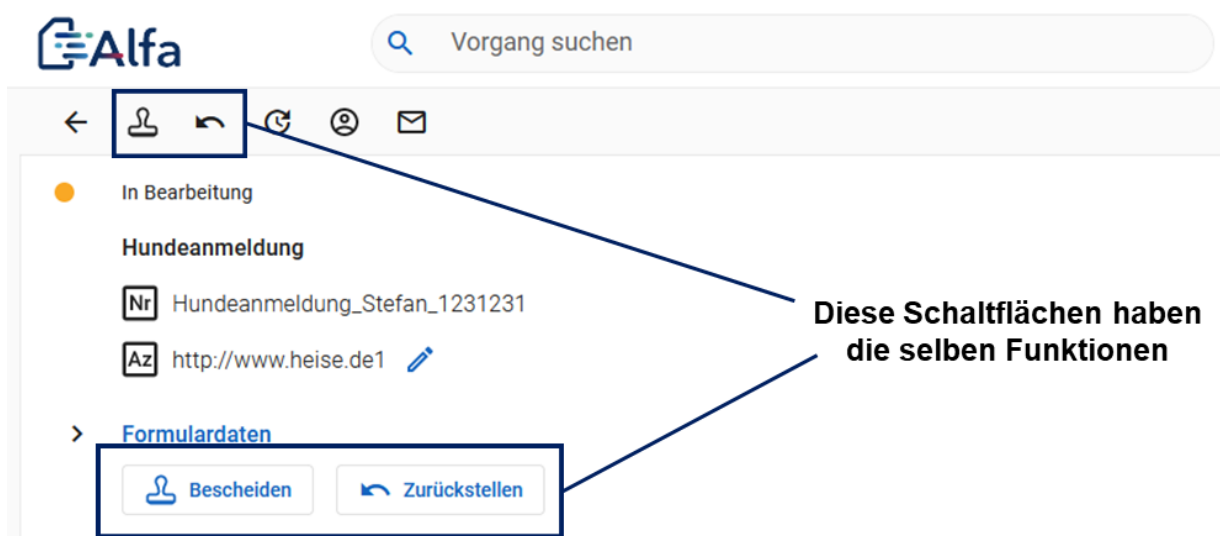 Alfa
Vorgang suchen
In Bearbeitung
Hundeanmeldung
Nr Hundeanmeldung_Stefan_1231231
Az http://www.heise.de1
Diese Schaltflächen haben
die selben Funktionen
Formulardaten
Bescheiden Zurückstellen